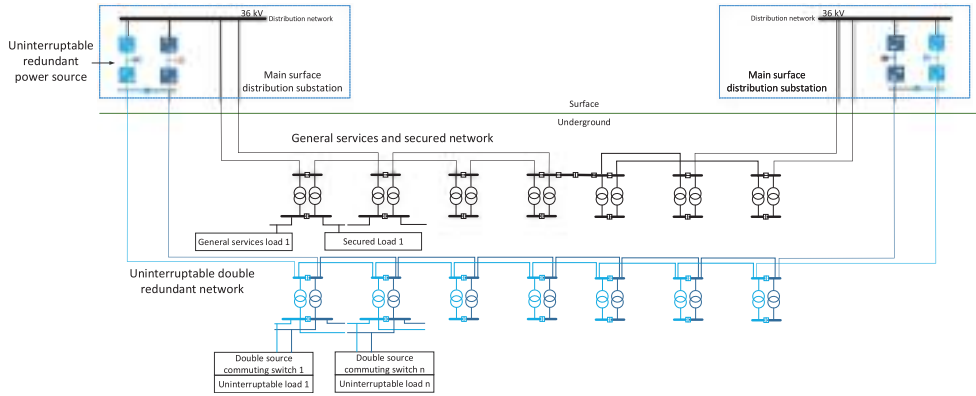 36 kV
Distribution network
Uninterruptable
redundant
power source
Main surface
distribution substation
36 kV
Distribution network
Main surface
distribution substation
Surface
Underground
General services and secured network
General services load 1
Secured Load 1
Uninterruptable double
redundant network
Double source
commuting switch 1
Uninterruptable load 1
Double source
commuting switch n
Uninterruptable load n